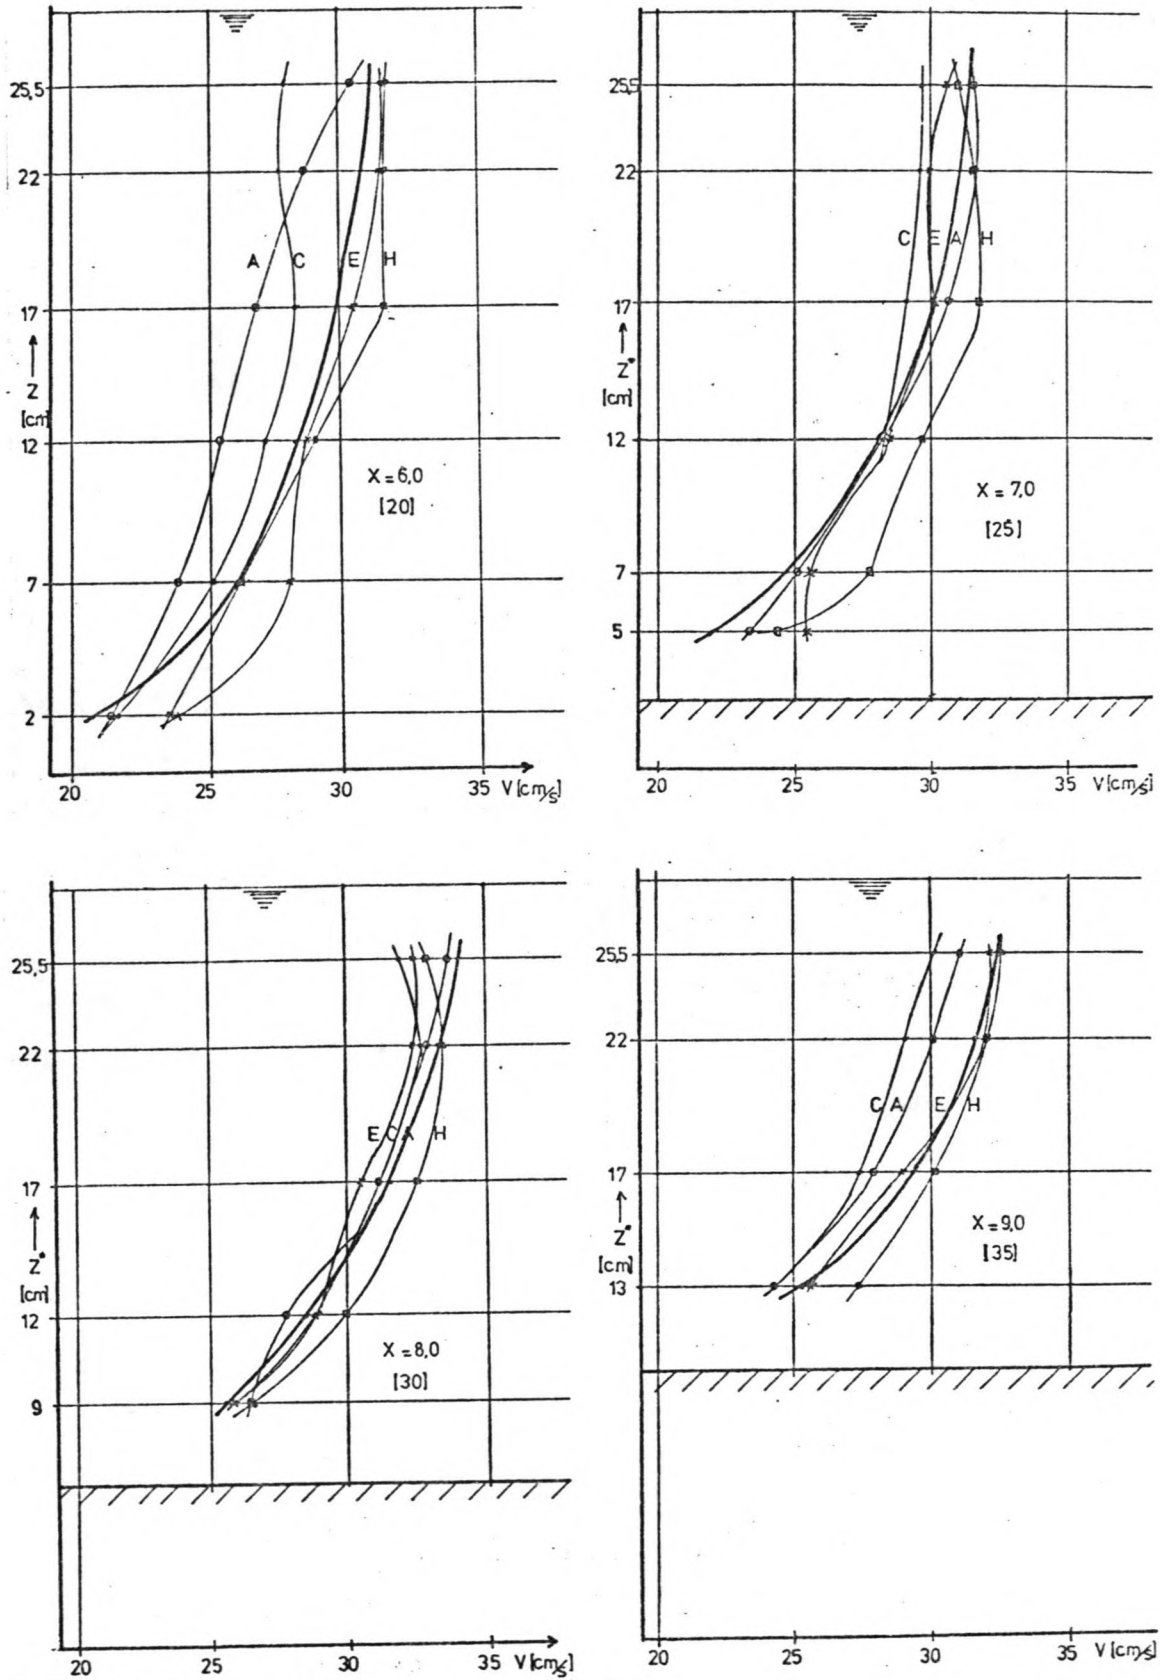 25,5
22
A C E H
17
Z
[cm]
12
X = 6,0
[20]
7
2
20 25 30 35 V [cm/s]
25,5
22
C E A H
17
Z*
[cm]
12
X = 7,0
[25]
7
5
20 25 30 35 V [cm/s]
25,5
22
E C A H
17
Z*
[cm]
12
X = 8,0
[30]
9
20 25 30 35 V [cm/s]
25,5
22
C A E H
17
Z*
[cm]
X = 9,0
[35]
13
20 25 30 35 V [cm/s]